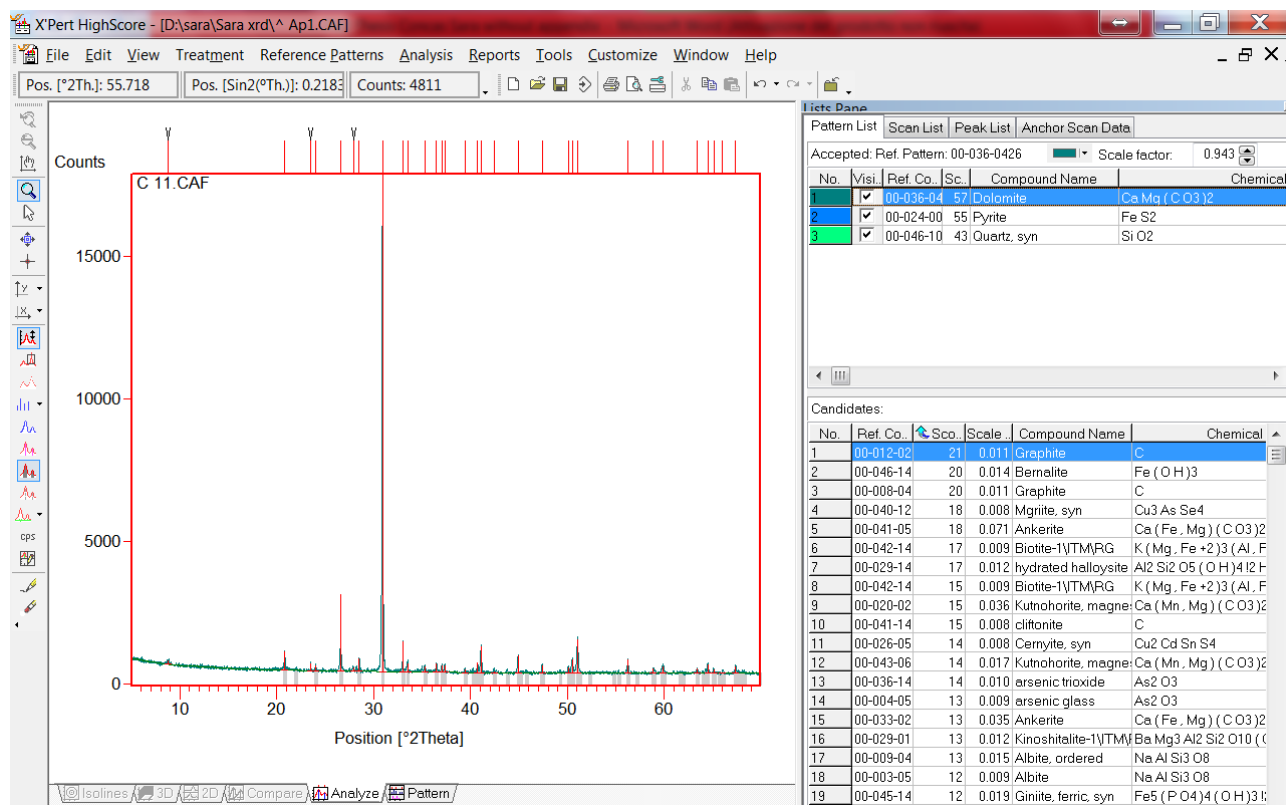 X'Pert HighScore - [D:\sara\Sara xrd\^ Ap1.CAF]
File Edit View Treatment Reference Patterns Analysis Reports Tools Customize Window Help
Pos. [°2Th.]: 55.718 Pos. [Sin2(°Th.)]: 0.2183 Counts: 4811
Lists Pane
Pattern List Scan List Peak List Anchor Scan Data
Accepted: Ref. Pattern: 00-036-0426 Scale factor: 0.943
No. Visi.. Ref. Co.. Sc.. Compound Name Chemical
1 00-036-04 57 Dolomite Ca Mg ( C O3 )2
2 00-024-00 55 Pyrite Fe S2
3 00-046-10 43 Quartz, syn Si O2
Counts
C 11.CAF
15000
10000
5000
0
10 20 30 40 50 60
Position [°2Theta]
cps
Candidates:
No. Ref. Co.. Sco.. Scale .. Compound Name Chemical
1 00-012-02 21 0.011 Graphite C
2 00-046-14 20 0.014 Bernalite Fe ( O H )3
3 00-008-04 20 0.011 Graphite C
4 00-040-12 18 0.008 Mgriite, syn Cu3 As Se4
5 00-041-05 18 0.071 Ankerite Ca ( Fe , Mg ) ( C O3 )2
6 00-042-14 17 0.009 Biotite-1\ITM\RG K ( Mg , Fe +2 )3 ( Al , F
7 00-029-14 17 0.012 hydrated halloysite Al2 Si2 O5 ( O H )4 !2 H
8 00-042-14 15 0.009 Biotite-1\ITM\RG K ( Mg , Fe +2 )3 ( Al , F
9 00-020-02 15 0.036 Kutnohorite, magne: Ca ( Mn , Mg ) ( C O3 )2
10 00-041-14 15 0.008 cliftonite C
11 00-026-05 14 0.008 Cernyite, syn Cu2 Cd Sn S4
12 00-043-06 14 0.017 Kutnohorite, magne: Ca ( Mn , Mg ) ( C O3 )2
13 00-036-14 14 0.010 arsenic trioxide As2 O3
14 00-004-05 13 0.009 arsenic glass As2 O3
15 00-033-02 13 0.035 Ankerite Ca ( Fe , Mg ) ( C O3 )2
16 00-029-01 13 0.012 Kinoshitalite-1\ITM\F Ba Mg3 Al2 Si2 O10 (
17 00-009-04 13 0.015 Albite, ordered Na Al Si3 O8
18 00-003-05 12 0.009 Albite Na Al Si3 O8
19 00-045-14 12 0.019 Giniite, ferric, syn Fe5 ( P O4 )4 ( O H )3 !
Isolines 3D 2D Compare Analyze Pattern